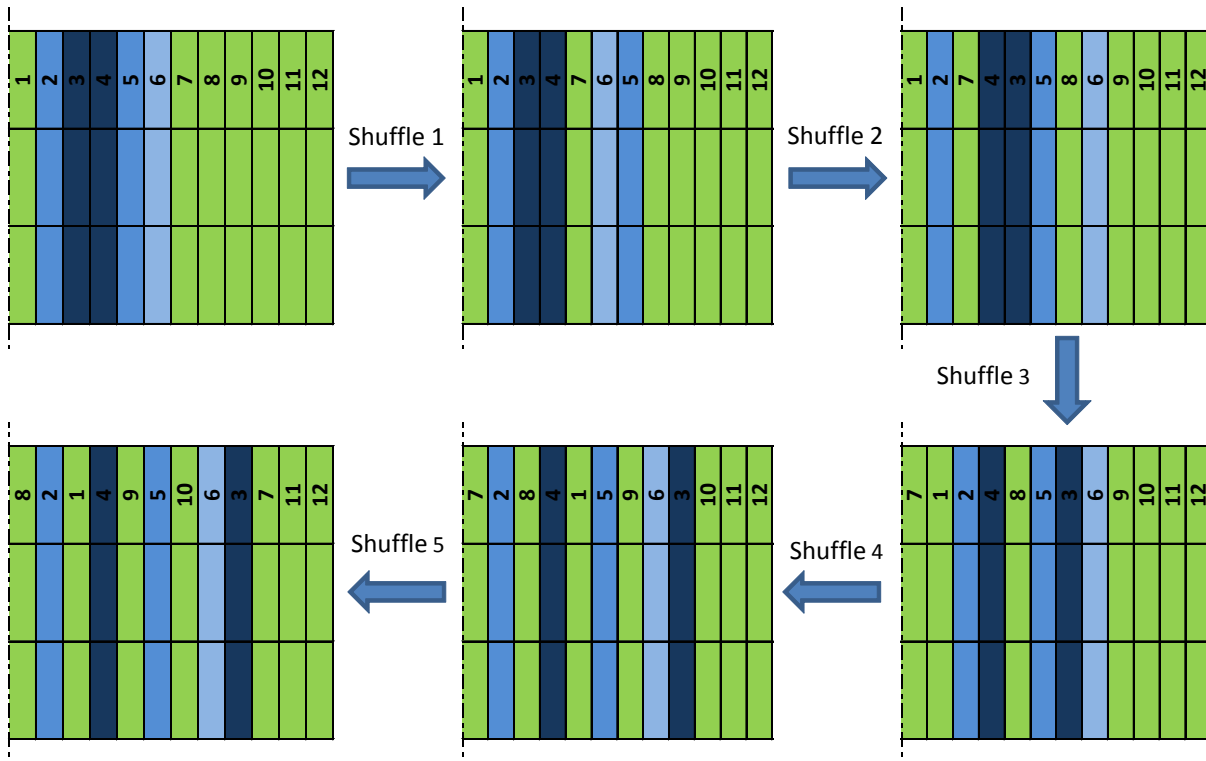 1 2 3 4 5 6 7 8 9 10 11 12
Shuffle 1
1 2 3 4 7 6 5 8 9 10 11 12
Shuffle 2
1 2 7 4 3 5 8 6 9 10 11 12
Shuffle 3
7 1 2 4 8 5 3 6 9 10 11 12
Shuffle 4
7 2 8 4 1 5 9 6 3 10 11 12
Shuffle 5
8 2 1 4 9 5 10 6 3 7 11 12